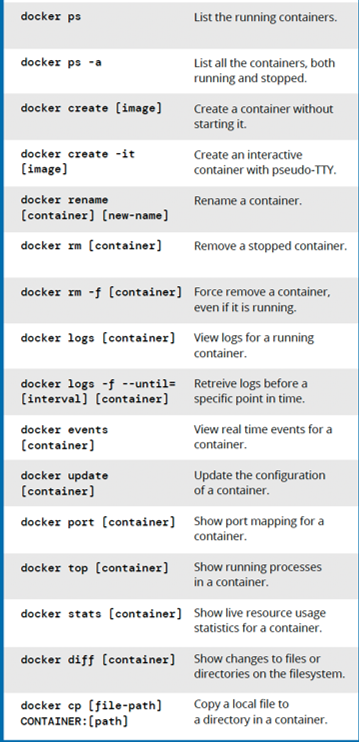 docker ps
List the running containers.
docker ps -a
List all the containers, both
running and stopped.
docker create [image]
Create a container without
starting it.
docker create -it
[image]
Create an interactive
container with pseudo-TTY.
docker rename
[container] [new-name]
Rename a container.
docker rm [container]
Remove a stopped container.
docker rm -f [container]
Force remove a container,
even if it is running.
docker logs [container]
View logs for a running
container.
docker logs -f --until=
[interval] [container]
Retreive logs before a
specific point in time.
docker events
[container]
View real time events for a
container.
docker update
[container]
Update the configuration
of a container.
docker port [container]
Show port mapping for a
container.
docker top [container]
Show running processes
in a container.
docker stats [container]
Show live resource usage
statistics for a container.
docker diff [container]
Show changes to files or
directories on the filesystem.
docker cp [file-path]
CONTAINER:[path]
Copy a local file to
a directory in a container.